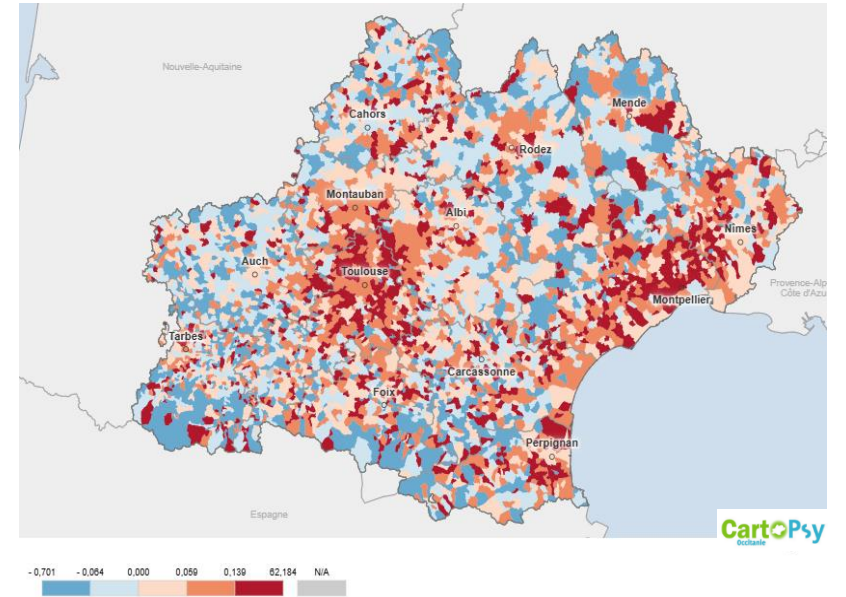 Nouvelle-Aquitaine
Mende
Cahors
Rodez
Montauban
Albi
Nîmes
Auch
Toulouse
Provence-Alp
Côte d'Azu
Montpellier
Tarbes
Carcassonne
Foix
Perpignan
Espagne
CartOPsy
Occitanie
- 0,701 - 0,064 0,000 0,059 0,139 62,184 N/A